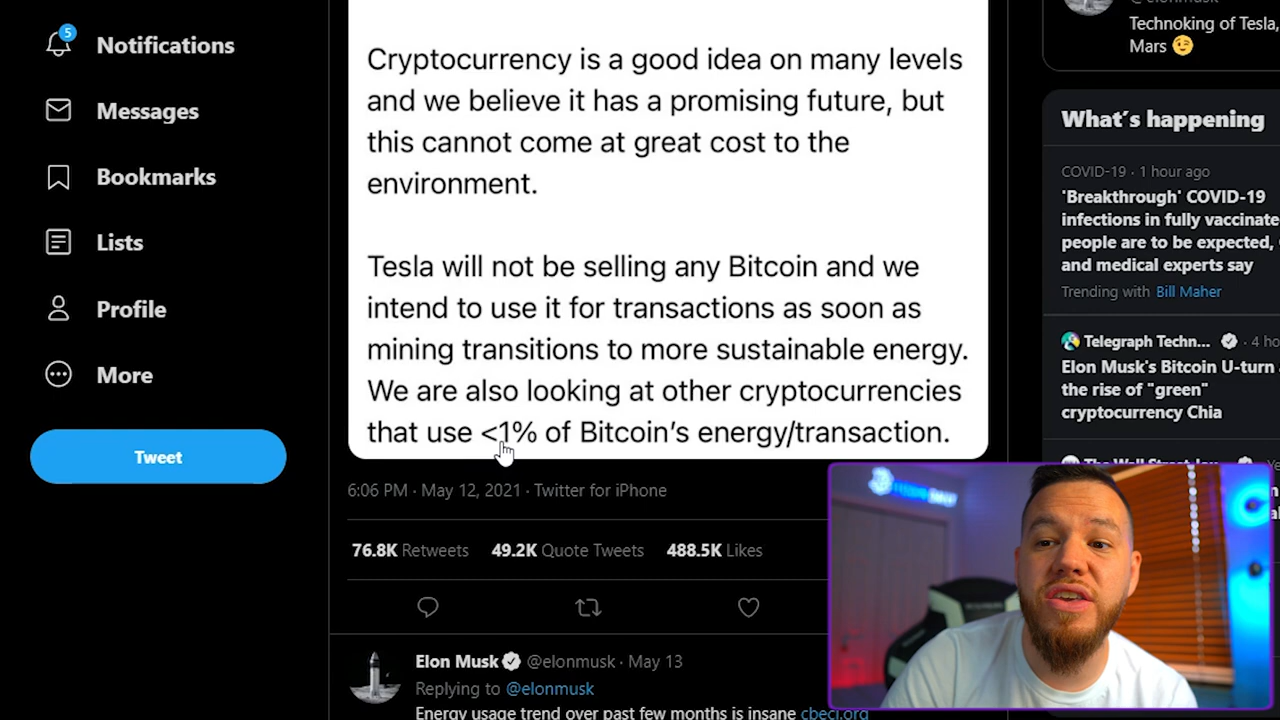 Notifications
Messages
Bookmarks
Lists
Profile
More
Tweet
5
Cryptocurrency is a good idea on many levels
and we believe it has a promising future, but
this cannot come at great cost to the
environment.
Tesla will not be selling any Bitcoin and we
intend to use it for transactions as soon as
mining transitions to more sustainable energy.
We are also looking at other cryptocurrencies
that use <1% of Bitcoin's energy/transaction.
6:06 PM · May 12, 2021 · Twitter for iPhone
76.8K Retweets 49.2K Quote Tweets 488.5K Likes
Elon Musk @elonmusk · May 13
Replying to @elonmusk
Energy usage trend over past few months is insane cbeci.org
@elonmusk
Technoking of Tesla,
Mars 😉
What's happening
COVID-19 · 1 hour ago
'Breakthrough' COVID-19
infections in fully vaccinate
people are to be expected,
and medical experts say
Trending with Bill Maher
Telegraph Techn... · 4 ho
Elon Musk's Bitcoin U-turn
the rise of "green"
cryptocurrency Chia